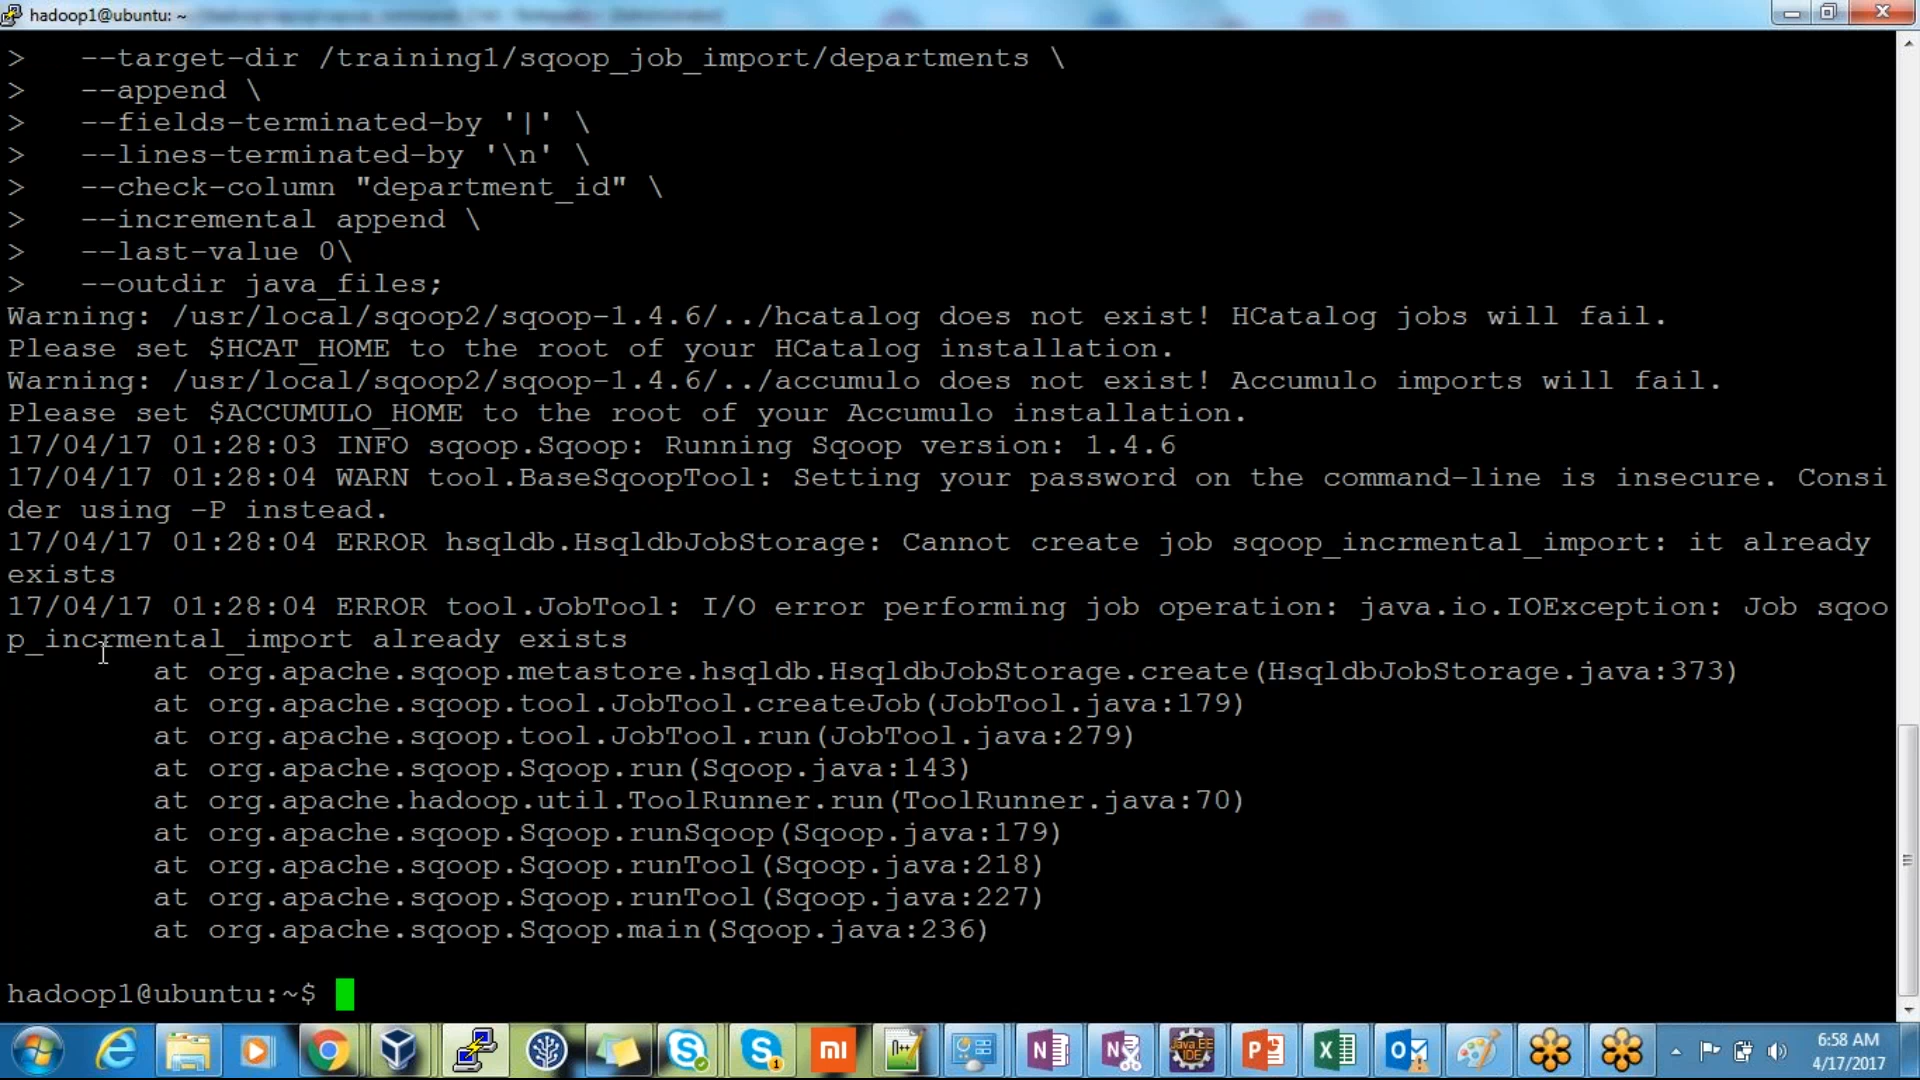 hadoop1@ubuntu: ~
>   --target-dir /training1/sqoop_job_import/departments \
>   --append \
>   --fields-terminated-by '|' \
>   --lines-terminated-by '\n' \
>   --check-column "department_id" \
>   --incremental append \
>   --last-value 0\
>   --outdir java_files;
Warning: /usr/local/sqoop2/sqoop-1.4.6/../hcatalog does not exist! HCatalog jobs will fail.
Please set $HCAT_HOME to the root of your HCatalog installation.
Warning: /usr/local/sqoop2/sqoop-1.4.6/../accumulo does not exist! Accumulo imports will fail.
Please set $ACCUMULO_HOME to the root of your Accumulo installation.
17/04/17 01:28:03 INFO sqoop.Sqoop: Running Sqoop version: 1.4.6
17/04/17 01:28:04 WARN tool.BaseSqoopTool: Setting your password on the command-line is insecure. Consi
der using -P instead.
17/04/17 01:28:04 ERROR hsqldb.HsqldbJobStorage: Cannot create job sqoop_incrmental_import: it already
exists
17/04/17 01:28:04 ERROR tool.JobTool: I/O error performing job operation: java.io.IOException: Job sqoo
p_incrmental_import already exists
        at org.apache.sqoop.metastore.hsqldb.HsqldbJobStorage.create(HsqldbJobStorage.java:373)
        at org.apache.sqoop.tool.JobTool.createJob(JobTool.java:179)
        at org.apache.sqoop.tool.JobTool.run(JobTool.java:279)
        at org.apache.sqoop.Sqoop.run(Sqoop.java:143)
        at org.apache.hadoop.util.ToolRunner.run(ToolRunner.java:70)
        at org.apache.sqoop.Sqoop.runSqoop(Sqoop.java:179)
        at org.apache.sqoop.Sqoop.runTool(Sqoop.java:218)
        at org.apache.sqoop.Sqoop.runTool(Sqoop.java:227)
        at org.apache.sqoop.Sqoop.main(Sqoop.java:236)
hadoop1@ubuntu:~$
mi
n++
N
N
Java EE
IDE
P
X
O
1
6:58 AM
4/17/2017